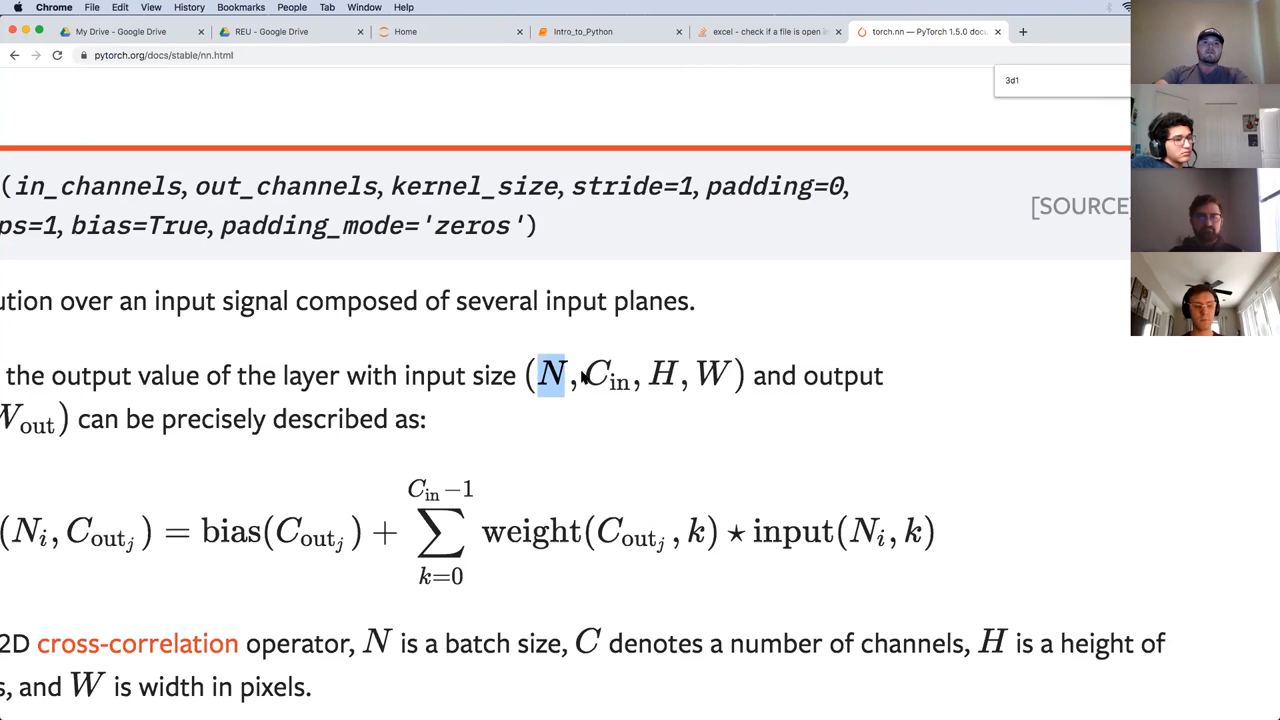 Chrome File Edit View History Bookmarks People Tab Window Help
My Drive - Google Drive × REU - Google Drive × Home × Intro_to_Python × excel - check if a file is open i × torch.nn — PyTorch 1.5.0 docu × +
pytorch.org/docs/stable/nn.html
3d1
(in_channels, out_channels, kernel_size, stride=1, padding=0,
ps=1, bias=True, padding_mode='zeros')
[SOURCE]
ution over an input signal composed of several input planes.
the output value of the layer with input size (N, C_in, H, W) and output
W_out) can be precisely described as:
(N_i, C_out_j) = bias(C_out_j) + ∑_{k=0}^{C_in−1} weight(C_out_j, k) ⋆ input(N_i, k)
2D cross-correlation operator, N is a batch size, C denotes a number of channels, H is a height of
s, and W is width in pixels.